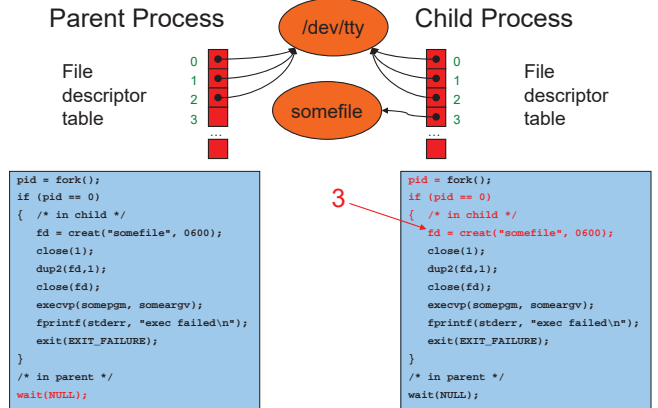 Parent Process
/dev/tty
Child Process
File
descriptor
table
0
1
2
3
...
somefile
0
1
2
3
...
File
descriptor
table
pid = fork();
if (pid == 0)
{ /* in child */
fd = creat("somefile", 0600);
close(1);
dup2(fd,1);
close(fd);
execvp(somepgm, someargv);
fprintf(stderr, "exec failed\n");
exit(EXIT_FAILURE);
}
/* in parent */
wait(NULL);
3
pid = fork();
if (pid == 0)
{ /* in child */
fd = creat("somefile", 0600);
close(1);
dup2(fd,1);
close(fd);
execvp(somepgm, someargv);
fprintf(stderr, "exec failed\n");
exit(EXIT_FAILURE);
}
/* in parent */
wait(NULL);